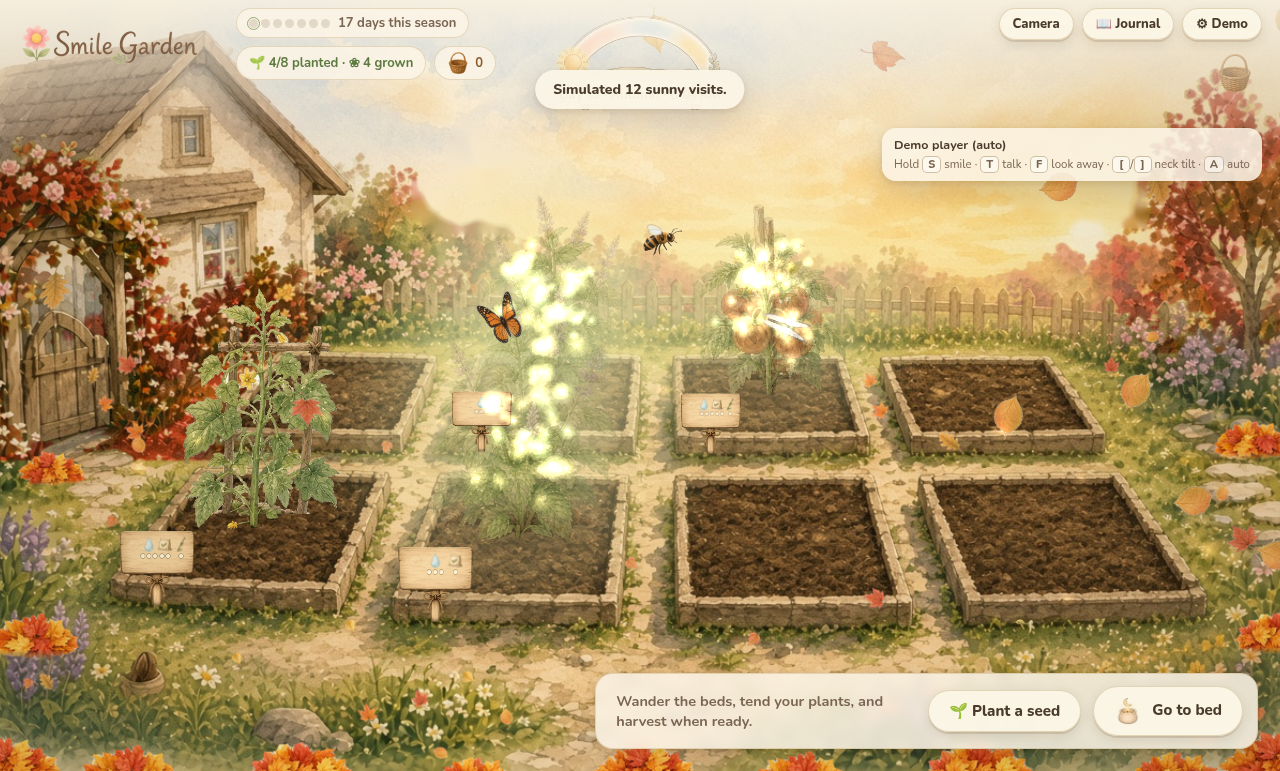 Smile Garden
17 days this season
4/8 planted · 4 grown
0
Camera
Journal
Demo
Simulated 12 sunny visits.
Demo player (auto)
Hold S smile · T talk · F look away · [ / ] neck tilt · A auto
Wander the beds, tend your plants, and
harvest when ready.
Plant a seed
Go to bed